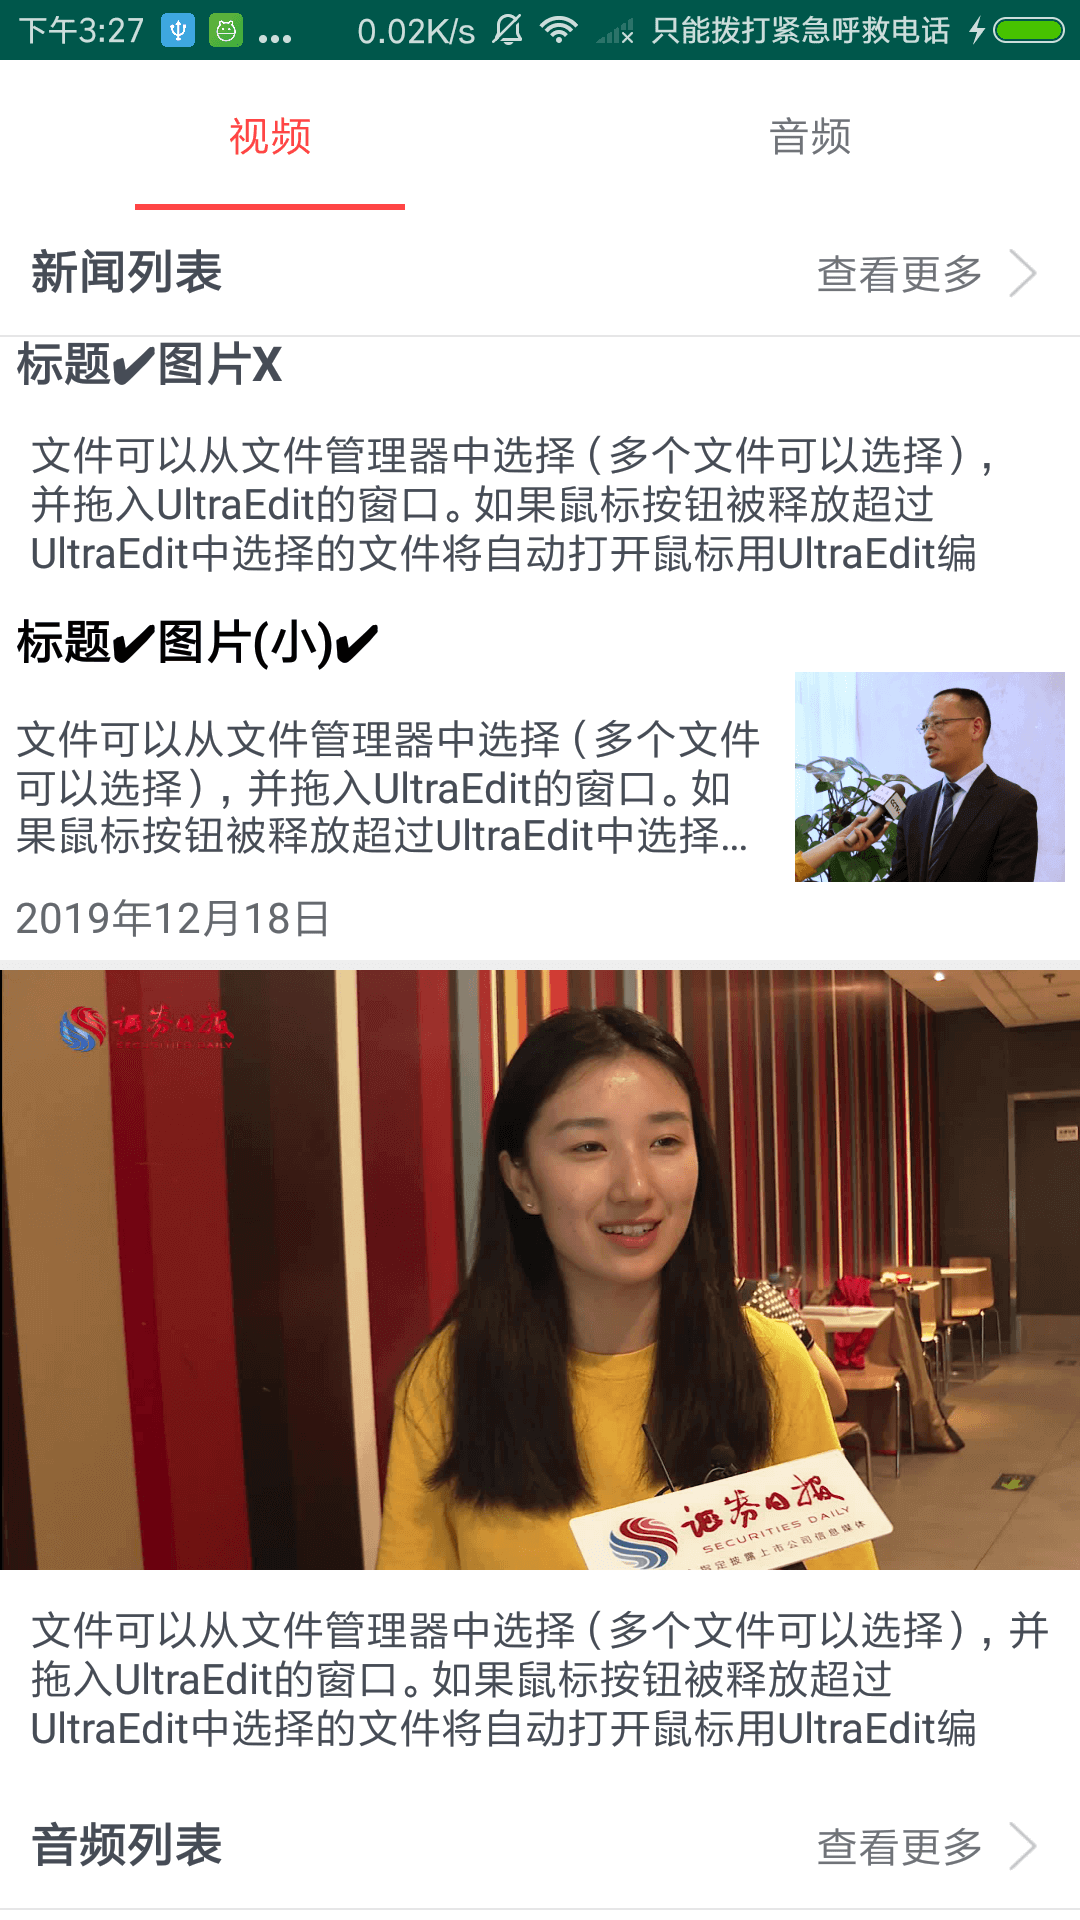 下午3:27 ... 0.02K/s 只能拨打紧急呼救电话
视频 音频
新闻列表 查看更多
标题✔图片X
文件可以从文件管理器中选择（多个文件可以选择），
并拖入UltraEdit的窗口。如果鼠标按钮被释放超过
UltraEdit中选择的文件将自动打开鼠标用UltraEdit编
标题✔图片(小)✔
文件可以从文件管理器中选择（多个文件
可以选择），并拖入UltraEdit的窗口。如
果鼠标按钮被释放超过UltraEdit中选择...
CCTV
2019年12月18日
证券日报
SECURITIES DAILY
证券日报
SECURITIES DAILY
指定披露上市公司信息媒体
文件可以从文件管理器中选择（多个文件可以选择），并
拖入UltraEdit的窗口。如果鼠标按钮被释放超过
UltraEdit中选择的文件将自动打开鼠标用UltraEdit编
音频列表 查看更多